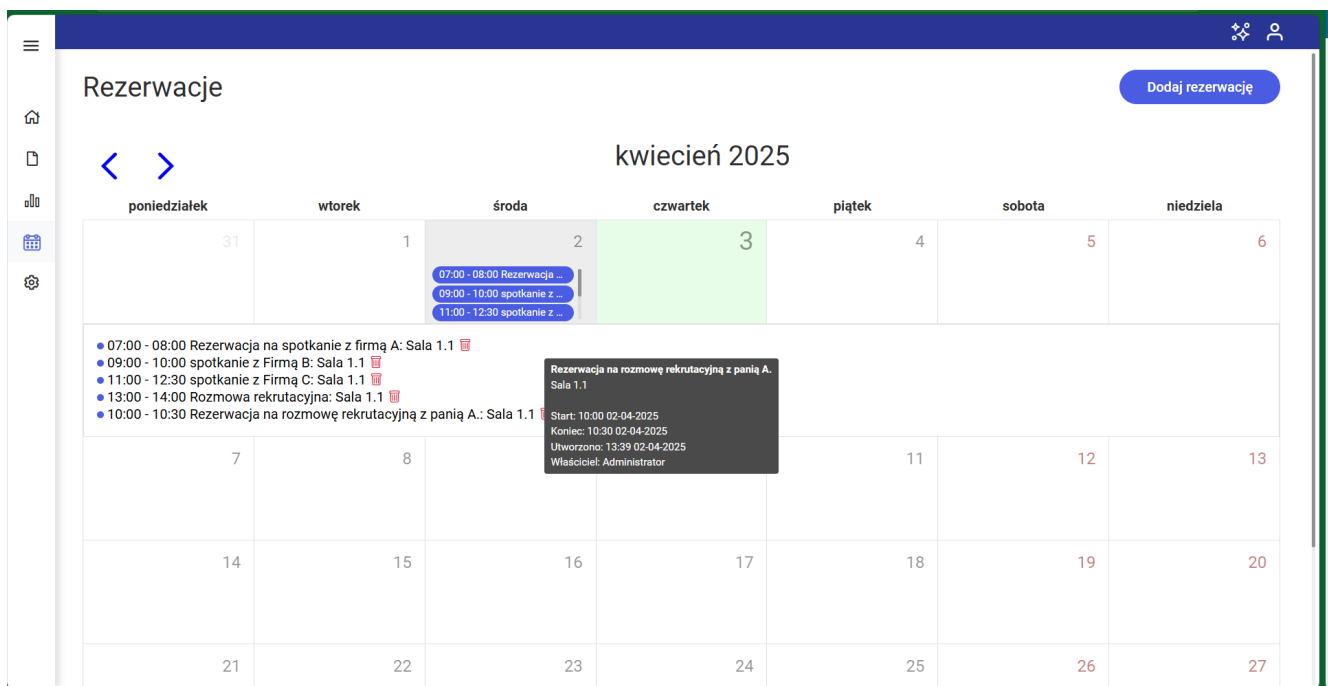 Rezerwacje
Dodaj rezerwację
kwiecień 2025
poniedziałek wtorek środa czwartek piątek sobota niedziela
31 1 2 3 4 5 6
07:00 - 08:00 Rezerwacja ...
09:00 - 10:00 spotkanie z ...
11:00 - 12:30 spotkanie z ...
07:00 - 08:00 Rezerwacja na spotkanie z firmą A: Sala 1.1
09:00 - 10:00 spotkanie z Firmą B: Sala 1.1
11:00 - 12:30 spotkanie z Firmą C: Sala 1.1
13:00 - 14:00 Rozmowa rekrutacyjna: Sala 1.1
10:00 - 10:30 Rezerwacja na rozmowę rekrutacyjną z panią A.: Sala 1.1
Rezerwacja na rozmowę rekrutacyjną z panią A.
Sala 1.1
Start: 10:00 02-04-2025
Koniec: 10:30 02-04-2025
Utworzono: 13:39 02-04-2025
Właściciel: Administrator
7 8 11 12 13
14 15 16 17 18 19 20
21 22 23 24 25 26 27